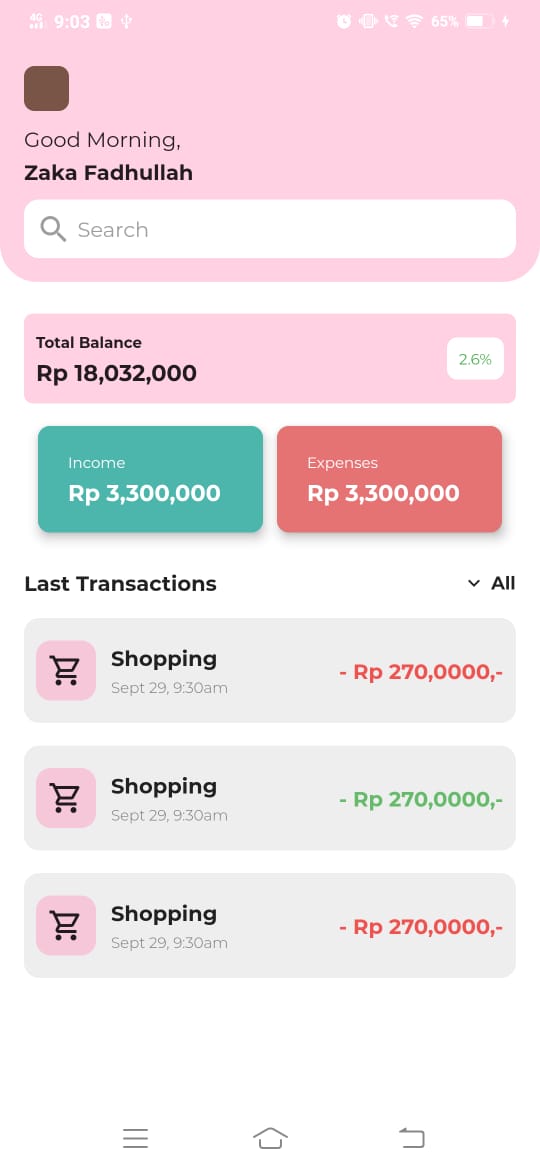 4G 9:03 65%
Good Morning,
Zaka Fadhullah
Search
Total Balance
Rp 18,032,000
2.6%
Income
Rp 3,300,000
Expenses
Rp 3,300,000
Last Transactions
All
Shopping
Sept 29, 9:30am
- Rp 270,0000,-
Shopping
Sept 29, 9:30am
- Rp 270,0000,-
Shopping
Sept 29, 9:30am
- Rp 270,0000,-